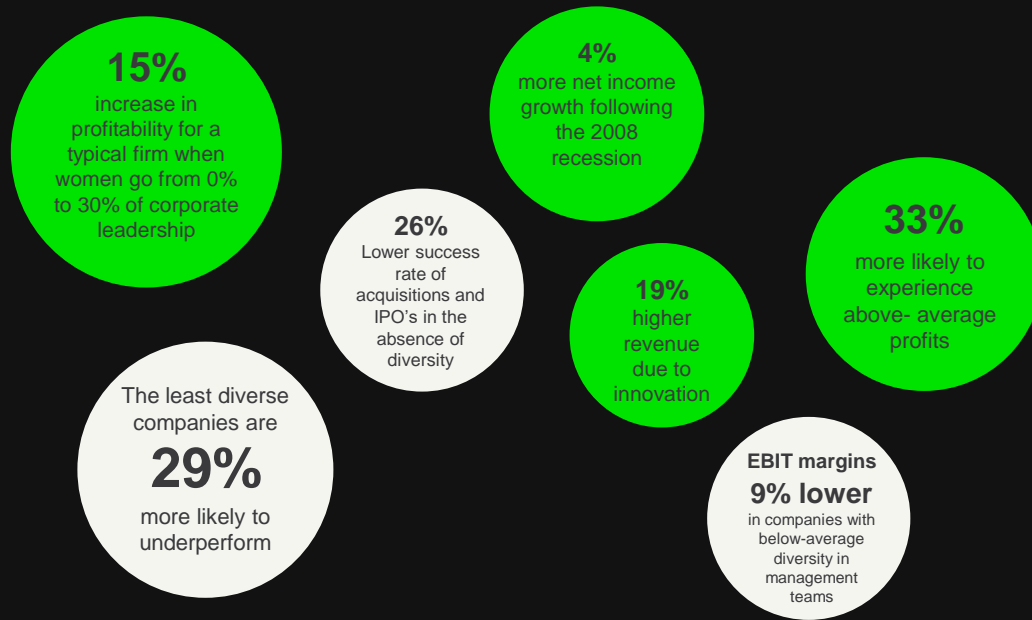 15%
increase in
profitability for a
typical firm when
women go from 0%
to 30% of corporate
leadership
4%
more net income
growth following
the 2008
recession
26%
Lower success
rate of
acquisitions and
IPO's in the
absence of
diversity
19%
higher
revenue
due to
innovation
33%
more likely to
experience
above- average
profits
The least diverse
companies are
29%
more likely to
underperform
EBIT margins
9% lower
in companies with
below-average
diversity in
management
teams